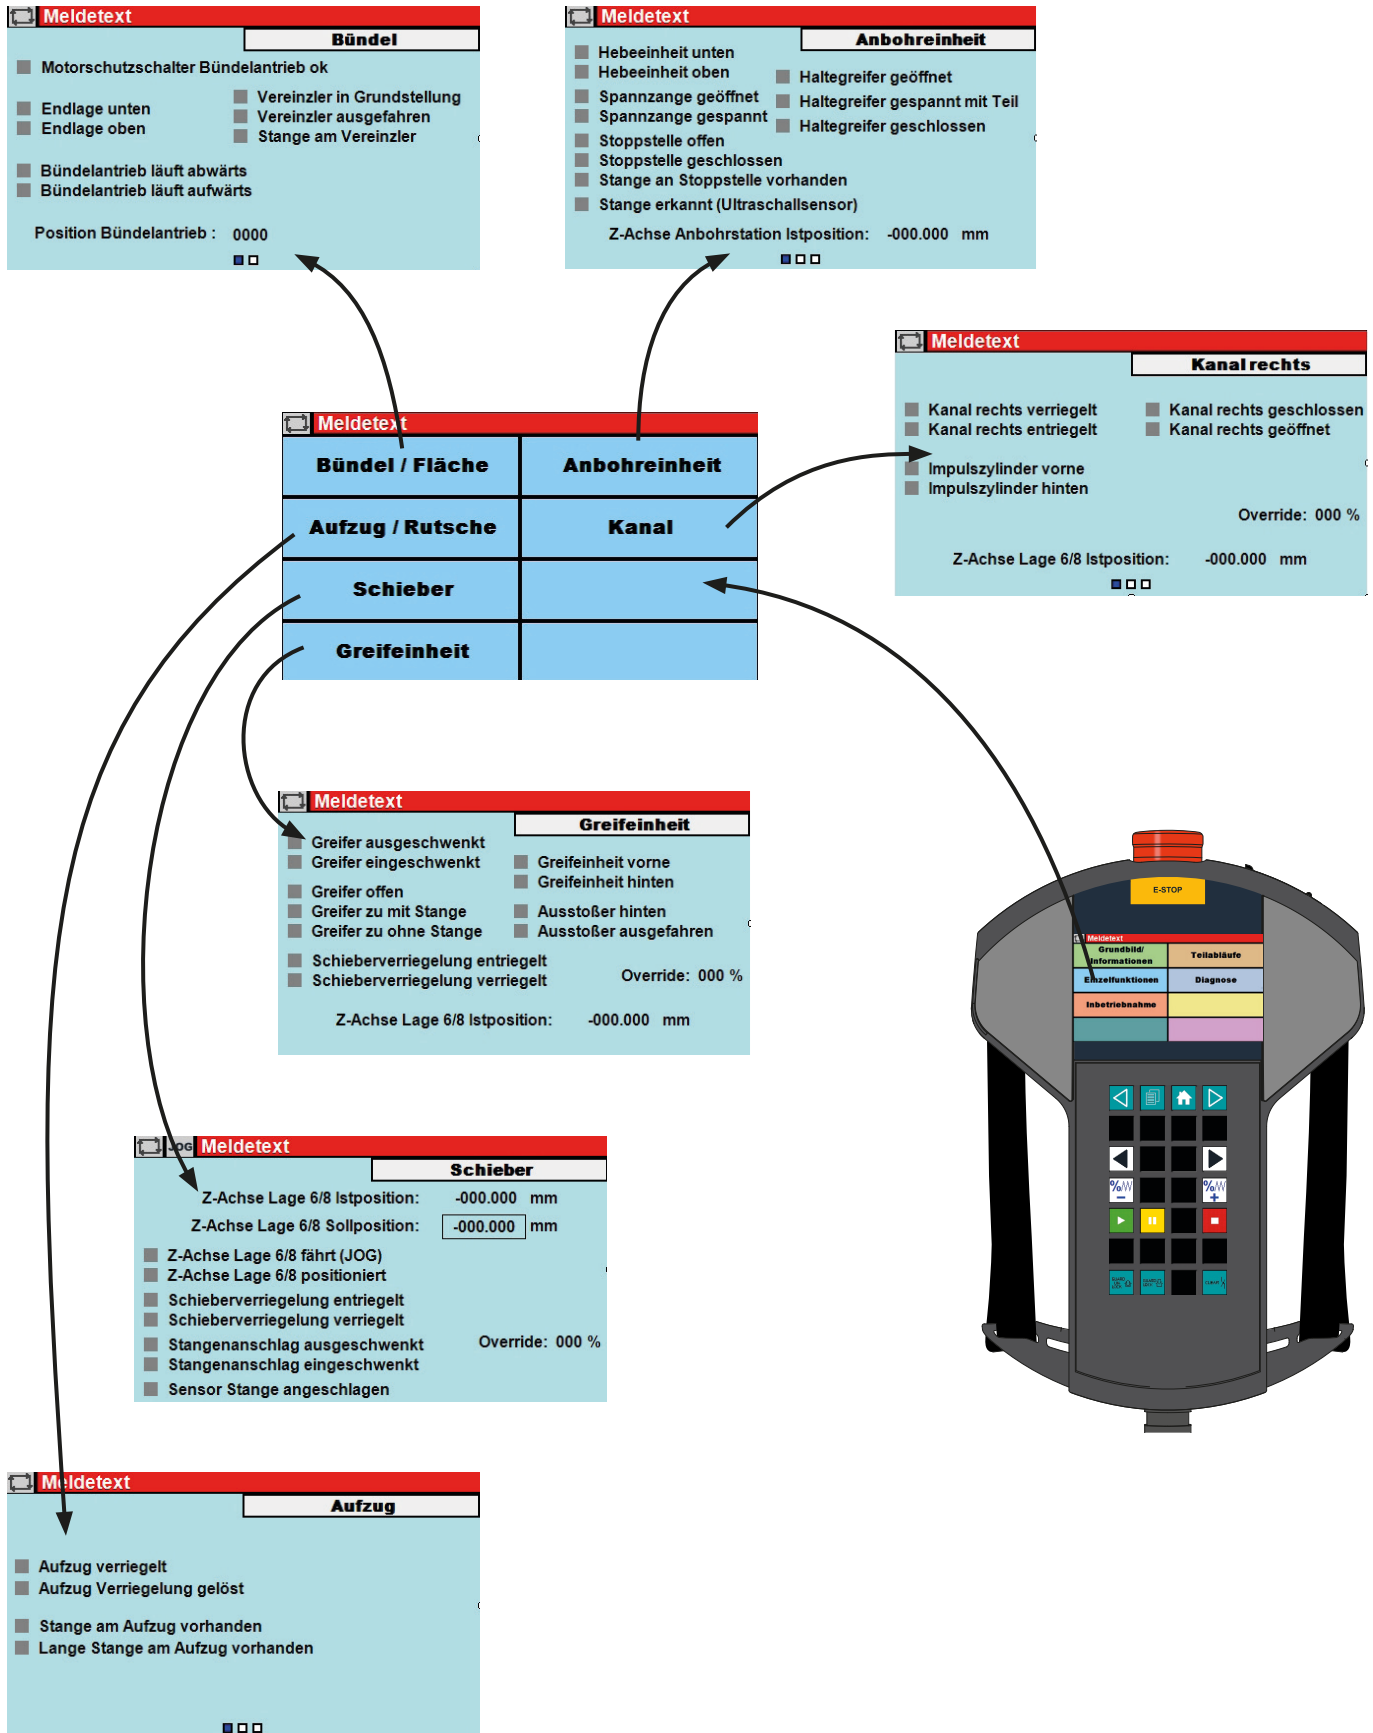 Meldetext
Bündel
Motorschutzschalter Bündelantrieb ok
Endlage unten
Endlage oben
Vereinzler in Grundstellung
Vereinzler ausgefahren
Stange am Vereinzler
Bündelantrieb läuft abwärts
Bündelantrieb läuft aufwärts
Position Bündelantrieb : 0000
Meldetext
Anbohreinheit
Hebeeinheit unten
Hebeeinheit oben
Spannzange geöffnet
Spannzange gespannt
Stoppstelle offen
Stoppstelle geschlossen
Stange an Stoppstelle vorhanden
Stange erkannt (Ultraschallsensor)
Haltegreifer geöffnet
Haltegreifer gespannt mit Teil
Haltegreifer geschlossen
Z-Achse Anbohrstation Istposition: -000.000 mm
Meldetext
Kanal rechts
Kanal rechts verriegelt
Kanal rechts entriegelt
Kanal rechts geschlossen
Kanal rechts geöffnet
Impulszylinder vorne
Impulszylinder hinten
Override: 000 %
Z-Achse Lage 6/8 Istposition: -000.000 mm
Meldetext
Bündel / Fläche
Anbohreinheit
Aufzug / Rutsche
Kanal
Schieber
Greifeinheit
Meldetext
Greifeinheit
Greifer ausgeschwenkt
Greifer eingeschwenkt
Greifer offen
Greifer zu mit Stange
Greifer zu ohne Stange
Greifeinheit vorne
Greifeinheit hinten
Ausstoßer hinten
Ausstoßer ausgefahren
Schieberverriegelung entriegelt
Schieberverriegelung verriegelt
Override: 000 %
Z-Achse Lage 6/8 Istposition: -000.000 mm
E-STOP
Meldetext
Grundbild/
Informationen
Teilabläufe
Einzelfunktionen
Diagnose
Inbetriebnahme
%
−
%
+
JOG Meldetext
Schieber
Z-Achse Lage 6/8 Istposition: -000.000 mm
Z-Achse Lage 6/8 Sollposition: -000.000 mm
Z-Achse Lage 6/8 fährt (JOG)
Z-Achse Lage 6/8 positioniert
Schieberverriegelung entriegelt
Schieberverriegelung verriegelt
Stangenanschlag ausgeschwenkt
Stangenanschlag eingeschwenkt
Override: 000 %
Sensor Stange angeschlagen
Meldetext
Aufzug
Aufzug verriegelt
Aufzug Verriegelung gelöst
Stange am Aufzug vorhanden
Lange Stange am Aufzug vorhanden